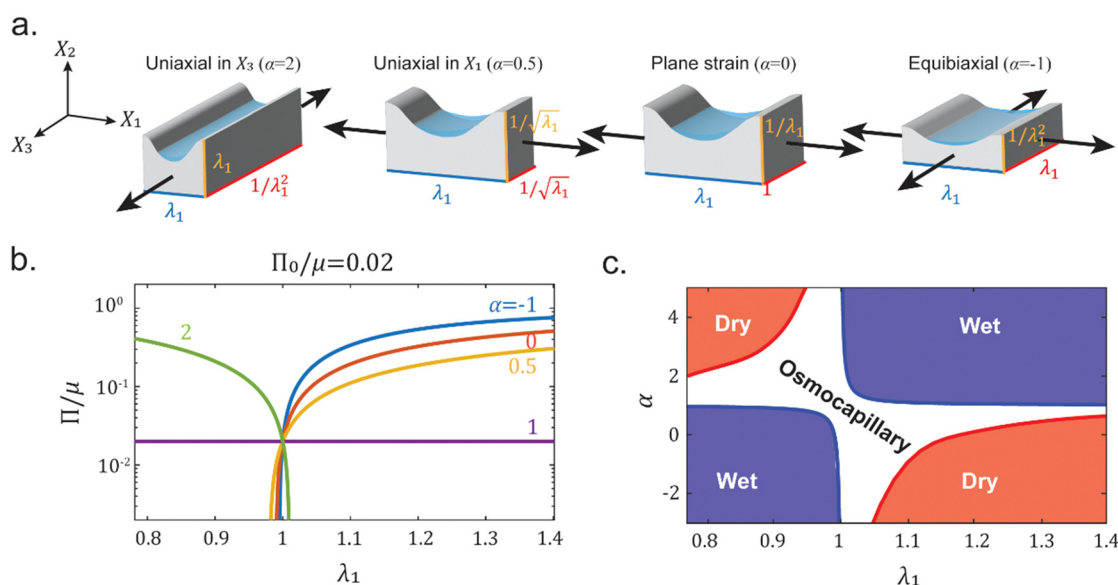 a.
X₂
X₁
X₃
Uniaxial in X₃ (α=2)
λ₁
1/λ₁²
λ₁
Uniaxial in X₁ (α=0.5)
1/√λ₁
λ₁
1/√λ₁
Plane strain (α=0)
1/λ₁
λ₁
1
Equibiaxial (α=-1)
1/λ₁²
λ₁
λ₁
b.
Π₀/μ=0.02
Π/μ
10⁰
10⁻¹
10⁻²
2
α=-1
0
0.5
1
0.8 0.9 1 1.1 1.2 1.3 1.4
λ₁
c.
α
4
2
0
-2
Dry
Wet
Osmocapillary
Wet
Dry
0.8 0.9 1 1.1 1.2 1.3 1.4
λ₁